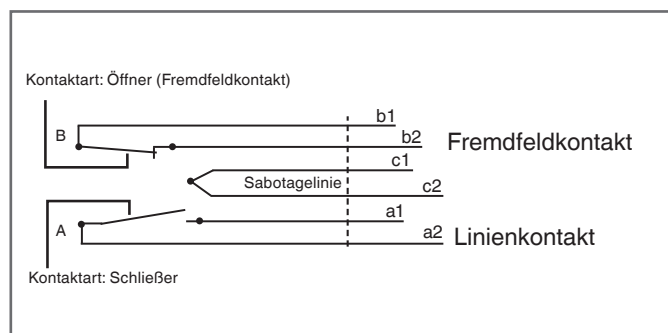 Kontaktart: Öffner (Fremdfeldkontakt)
b1
B
b2
Fremdfeldkontakt
c1
Sabotagelinie
c2
a1
A
a2
Linienkontakt
Kontaktart: Schließer